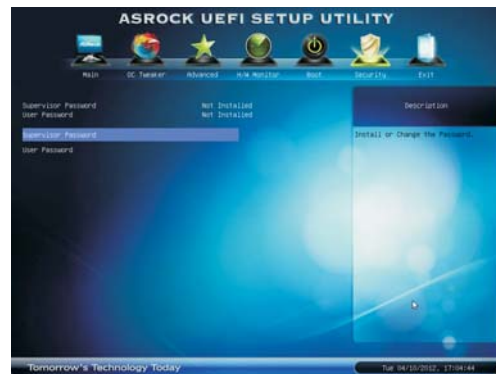 ASROCK UEFI SETUP UTILITY
Main OC Tweaker Advanced H/W Monitor Boot Security Exit
Supervisor Password Not Installed
User Password Not Installed
Supervisor Password
User Password
Description
Install or Change the Password.
Tomorrow's Technology Today
Tue 04/10/2012, 17:04:44